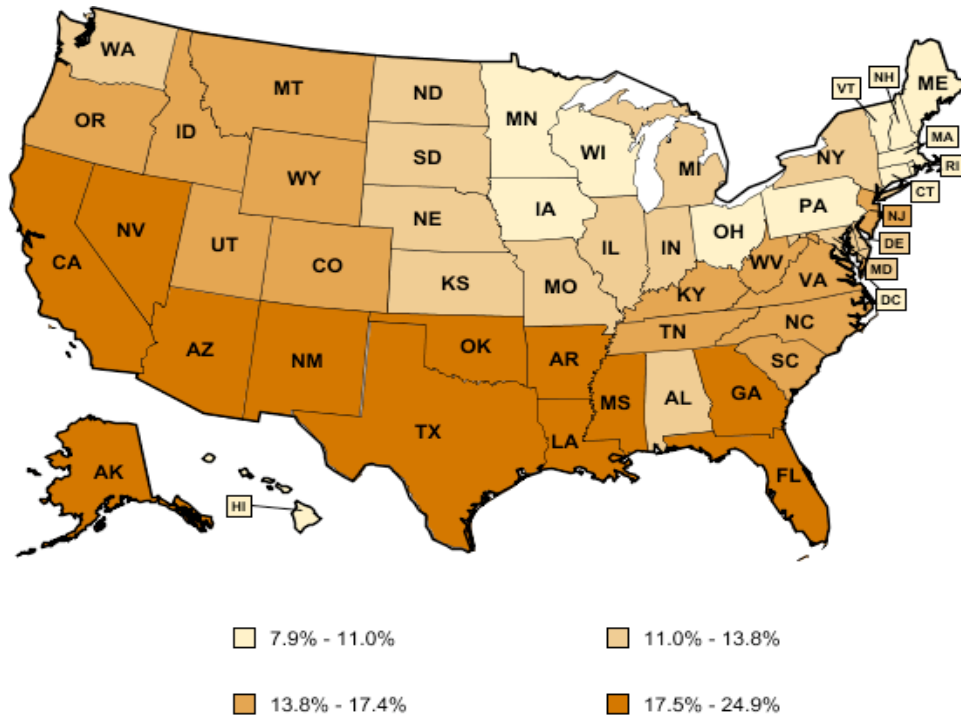 WA
MT
ND
MN
VT
NH
ME
OR
ID
SD
WI
MI
NY
MA
RI
CT
WY
NE
IA
PA
NJ
NV
UT
CO
KS
MO
IL
IN
OH
WV
VA
DE
MD
DC
CA
KY
AZ
NM
OK
AR
TN
NC
SC
TX
LA
MS
AL
GA
FL
AK
HI
7.9% - 11.0%
11.0% - 13.8%
13.8% - 17.4%
17.5% - 24.9%